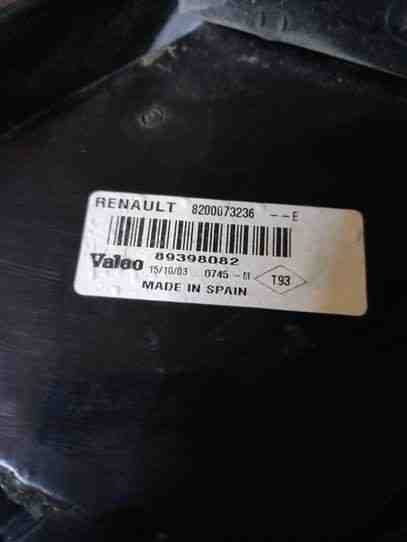 RENAULT 8200073236 --E
89398082
Valeo 15/10/03 0745-M T93
MADE IN SPAIN